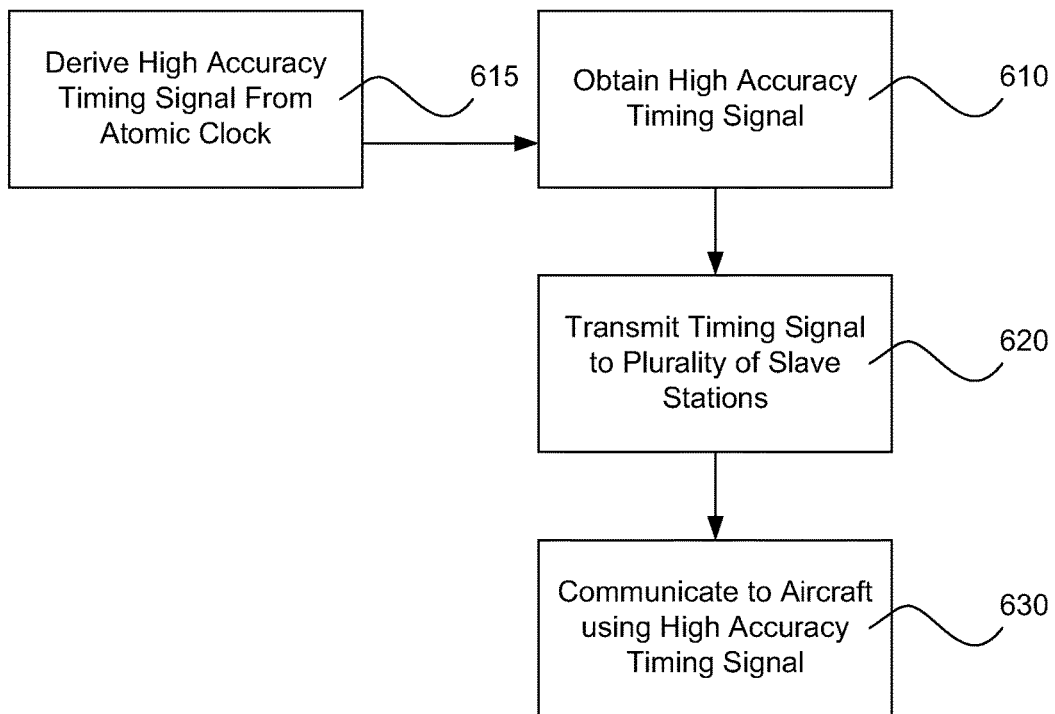 Derive High Accuracy
Timing Signal From
Atomic Clock
615
Obtain High Accuracy
Timing Signal
610
Transmit Timing Signal
to Plurality of Slave
Stations
620
Communicate to Aircraft
using High Accuracy
Timing Signal
630